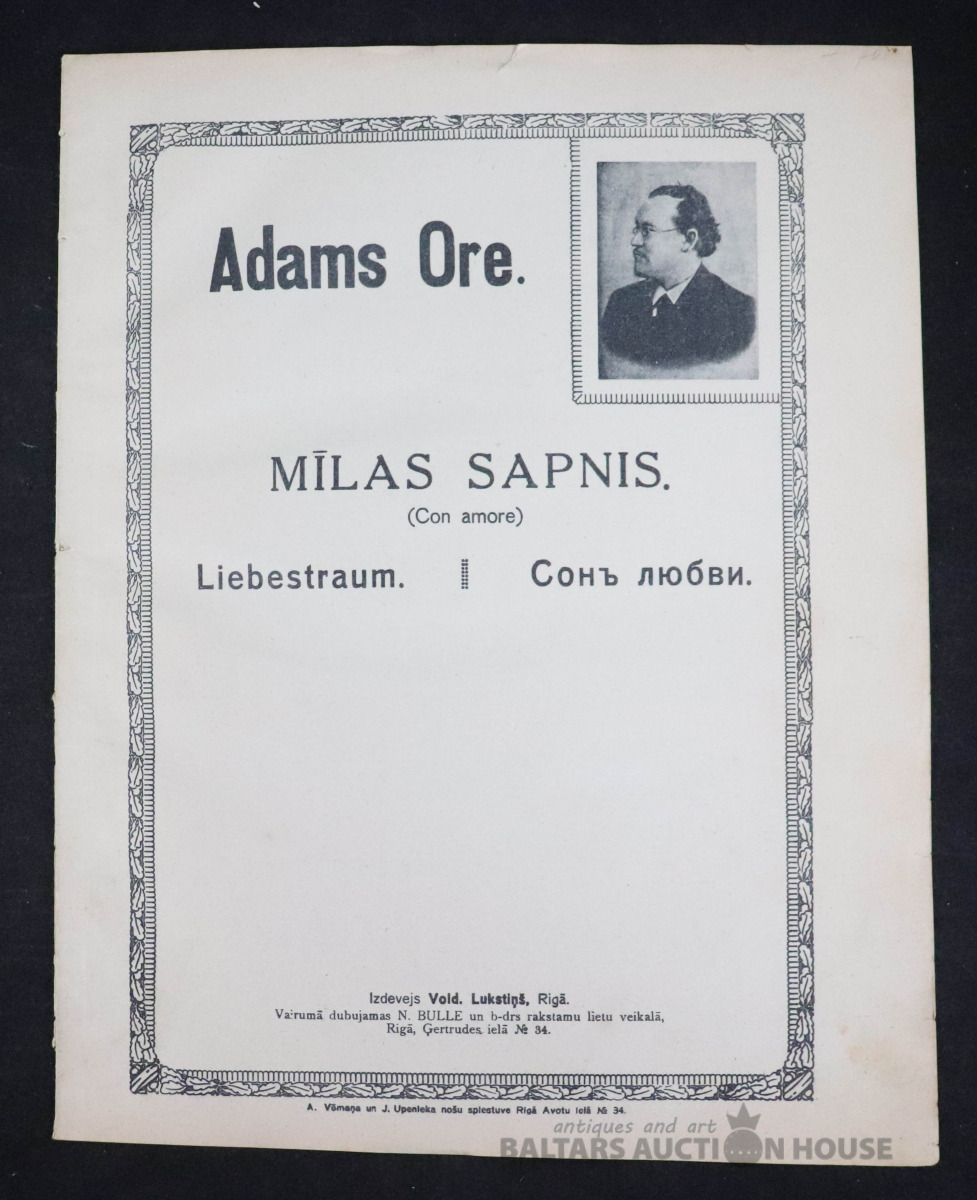 Adams Ore.
MĪLAS SAPNIS.
(Con amore)
Liebestraum. Сонъ любви.
Izdevejs Vold. Lukstiņš, Rigā.
Vairumā dubujamas N. BULLE un b-drs rakstamu lietu veikalā,
Rigā, Ģertrudes ielā № 34.
A. Vōmaņa un J. Upenieka nošu spiestuve Rigā Avotu ielā № 34.
antiques and art
BALTARS AUCTION HOUSE